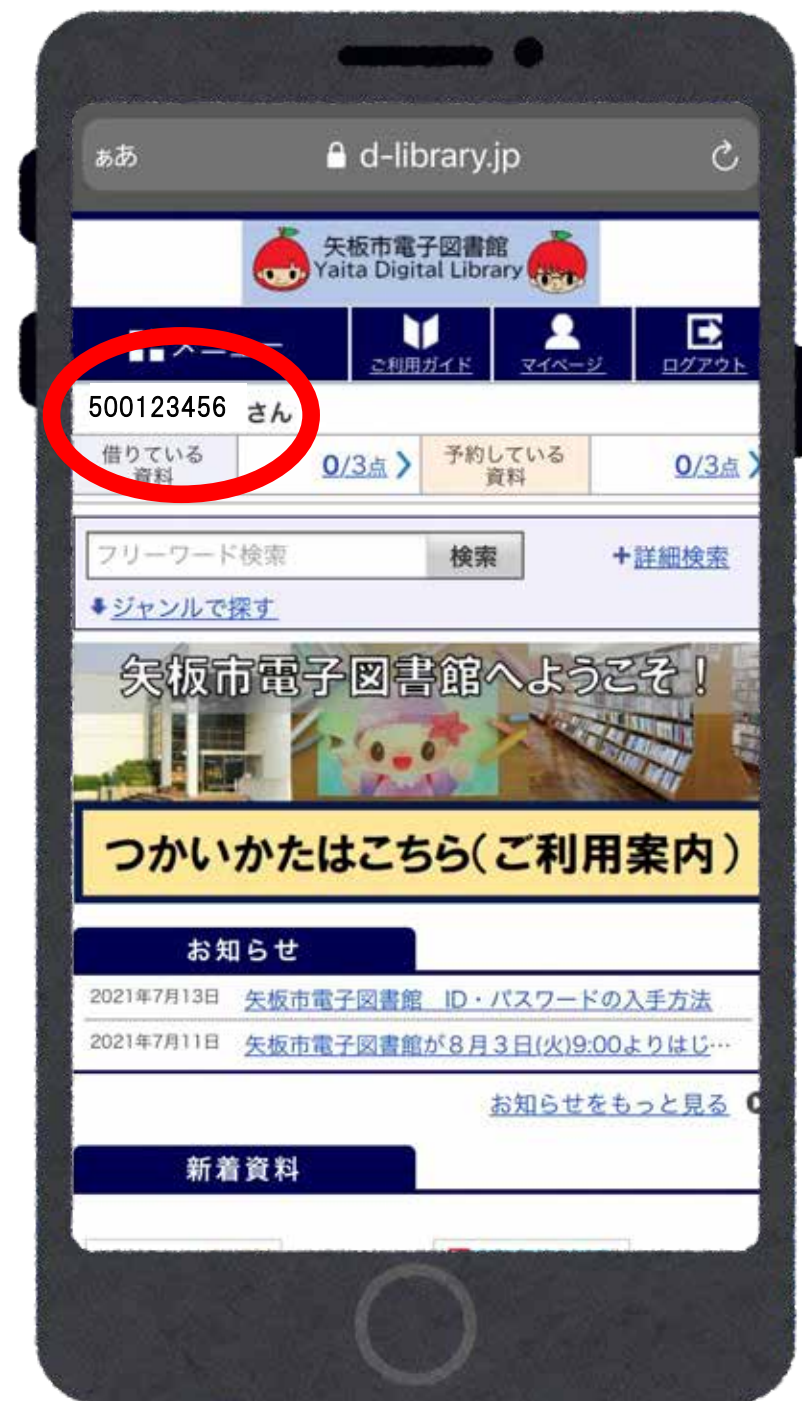 ぁあ d-library.jp
矢板市電子図書館
Yaita Digital Library
メニュー ご利用ガイド マイページ ログアウト
500123456 さん
借りている
資料
0/3点
予約している
資料
0/3点
フリーワード検索 検索 +詳細検索
ジャンルで探す
矢板市電子図書館へようこそ!
つかいかたはこちら(ご利用案内)
お知らせ
2021年7月13日 矢板市電子図書館 ID・パスワードの入手方法
2021年7月11日 矢板市電子図書館が8月3日(火)9:00よりはじ…
お知らせをもっと見る
新着資料